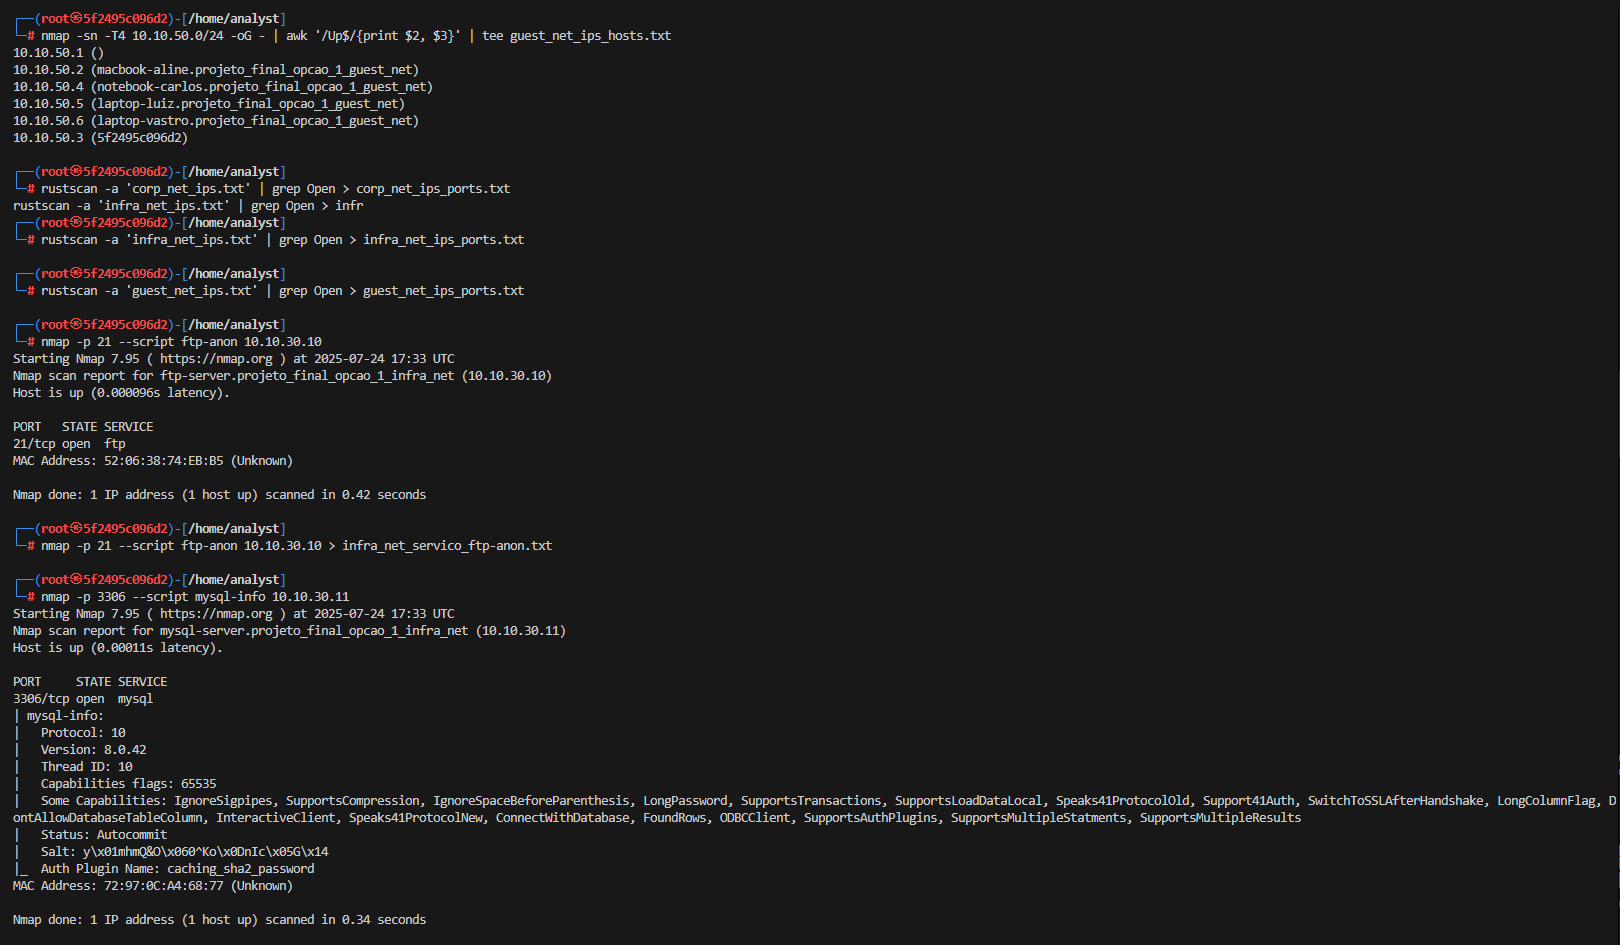 ┌──(root㉿5f2495c096d2)-[/home/analyst]
└─# nmap -sn -T4 10.10.50.0/24 -oG - | awk '/Up$/{print $2, $3}' | tee guest_net_ips_hosts.txt
10.10.50.1 ()
10.10.50.2 (macbook-aline.projeto_final_opcao_1_guest_net)
10.10.50.4 (notebook-carlos.projeto_final_opcao_1_guest_net)
10.10.50.5 (laptop-luiz.projeto_final_opcao_1_guest_net)
10.10.50.6 (laptop-vastro.projeto_final_opcao_1_guest_net)
10.10.50.3 (5f2495c096d2)
┌──(root㉿5f2495c096d2)-[/home/analyst]
└─# rustscan -a 'corp_net_ips.txt' | grep Open > corp_net_ips_ports.txt
rustscan -a 'infra_net_ips.txt' | grep Open > infr
┌──(root㉿5f2495c096d2)-[/home/analyst]
└─# rustscan -a 'infra_net_ips.txt' | grep Open > infra_net_ips_ports.txt
┌──(root㉿5f2495c096d2)-[/home/analyst]
└─# rustscan -a 'guest_net_ips.txt' | grep Open > guest_net_ips_ports.txt
┌──(root㉿5f2495c096d2)-[/home/analyst]
└─# nmap -p 21 --script ftp-anon 10.10.30.10
Starting Nmap 7.95 ( https://nmap.org ) at 2025-07-24 17:33 UTC
Nmap scan report for ftp-server.projeto_final_opcao_1_infra_net (10.10.30.10)
Host is up (0.000096s latency).
PORT   STATE SERVICE
21/tcp open  ftp
MAC Address: 52:06:38:74:EB:B5 (Unknown)
Nmap done: 1 IP address (1 host up) scanned in 0.42 seconds
┌──(root㉿5f2495c096d2)-[/home/analyst]
└─# nmap -p 21 --script ftp-anon 10.10.30.10 > infra_net_servico_ftp-anon.txt
┌──(root㉿5f2495c096d2)-[/home/analyst]
└─# nmap -p 3306 --script mysql-info 10.10.30.11
Starting Nmap 7.95 ( https://nmap.org ) at 2025-07-24 17:33 UTC
Nmap scan report for mysql-server.projeto_final_opcao_1_infra_net (10.10.30.11)
Host is up (0.00011s latency).
PORT     STATE SERVICE
3306/tcp open  mysql
| mysql-info:
|   Protocol: 10
|   Version: 8.0.42
|   Thread ID: 10
|   Capabilities flags: 65535
|   Some Capabilities: IgnoreSigpipes, SupportsCompression, IgnoreSpaceBeforeParenthesis, LongPassword, SupportsTransactions, SupportsLoadDataLocal, Speaks41ProtocolOld, Support41Auth, SwitchToSSLAfterHandshake, LongColumnFlag, D
ontAllowDatabaseTableColumn, InteractiveClient, Speaks41ProtocolNew, ConnectWithDatabase, FoundRows, ODBCClient, SupportsAuthPlugins, SupportsMultipleStatments, SupportsMultipleResults
|   Status: Autocommit
|   Salt: y\x01mhmQ&O\x060^Ko\x0DnIc\x05G\x14
|_  Auth Plugin Name: caching_sha2_password
MAC Address: 72:97:0C:A4:68:77 (Unknown)
Nmap done: 1 IP address (1 host up) scanned in 0.34 seconds